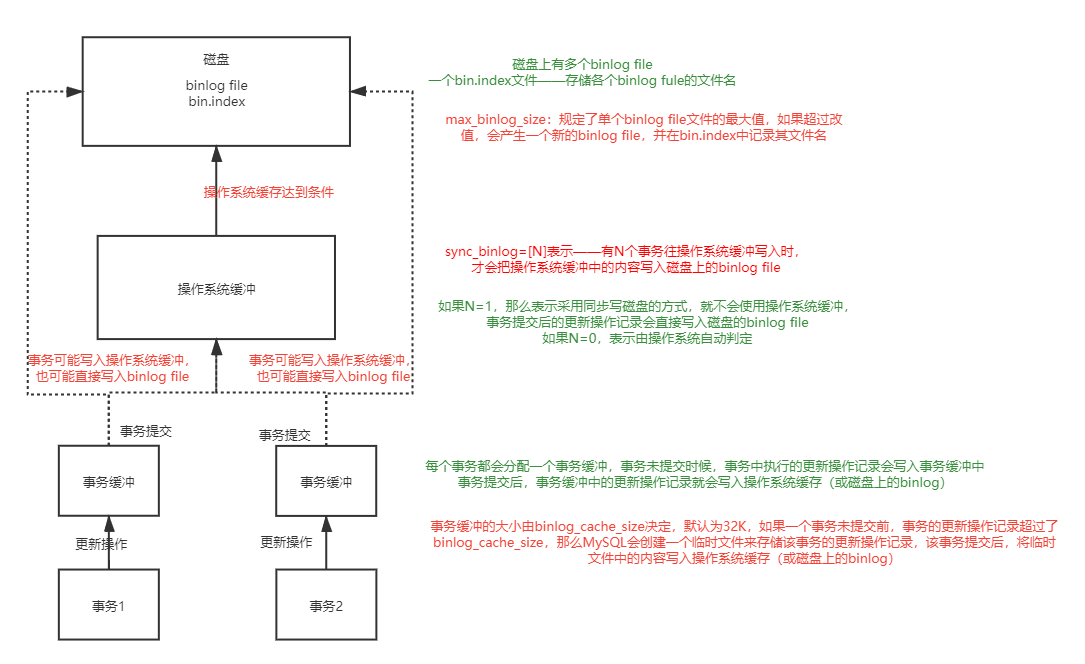 磁盘
binlog file
bin.index
磁盘上有多个binlog file
一个bin.index文件——存储各个binlog fule的文件名
max_binlog_size：规定了单个binlog file文件的最大值，如果超过改
值，会产生一个新的binlog file，并在bin.index中记录其文件名
操作系统缓存达到条件
操作系统缓冲
sync_binlog=[N]表示——有N个事务往操作系统缓冲写入时，
才会把操作系统缓冲中的内容写入磁盘上的binlog file
如果N=1，那么表示采用同步写磁盘的方式，就不会使用操作系统缓冲，
事务提交后的更新操作记录会直接写入磁盘的binlog file
如果N=0，表示由操作系统自动判定
事务可能写入操作系统缓冲，
也可能直接写入binlog file
事务可能写入操作系统缓冲，
也可能直接写入binlog file
事务提交
事务提交
事务缓冲
事务缓冲
每个事务都会分配一个事务缓冲，事务未提交时候，事务中执行的更新操作记录会写入事务缓冲中
事务提交后，事务缓冲中的更新操作记录就会写入操作系统缓存（或磁盘上的binlog）
更新操作
更新操作
事务缓冲的大小由binlog_cache_size决定，默认为32K，如果一个事务未提交前，事务的更新操作记录超过了
binlog_cache_size，那么MySQL会创建一个临时文件来存储该事务的更新操作记录，该事务提交后，将临时
文件中的内容写入操作系统缓存（或磁盘上的binlog）
事务1
事务2